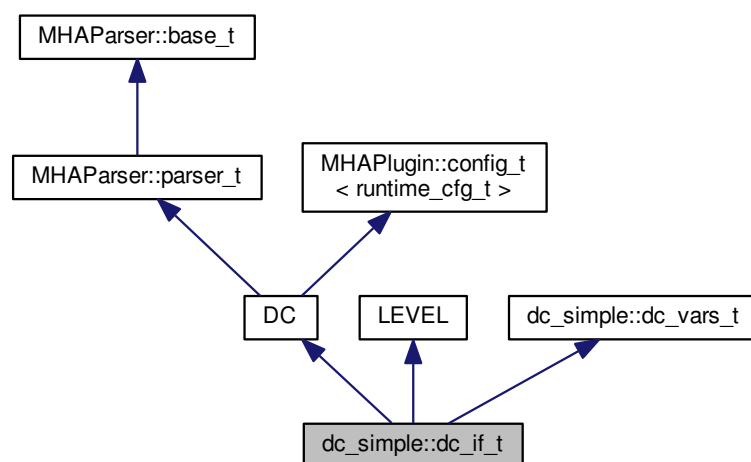 MHAParser::base_t
MHAParser::parser_t
MHAPlugin::config_t
< runtime_cfg_t >
DC
LEVEL
dc_simple::dc_vars_t
dc_simple::dc_if_t